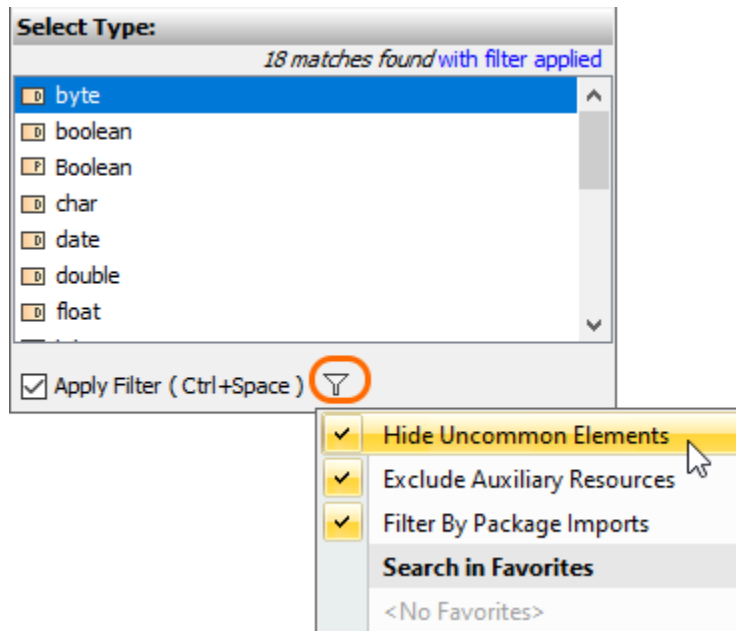 Select Type:
18 matches found with filter applied
D byte
D boolean
P Boolean
D char
D date
D double
D float
Apply Filter ( Ctrl+Space )
Hide Uncommon Elements
Exclude Auxiliary Resources
Filter By Package Imports
Search in Favorites
<No Favorites>